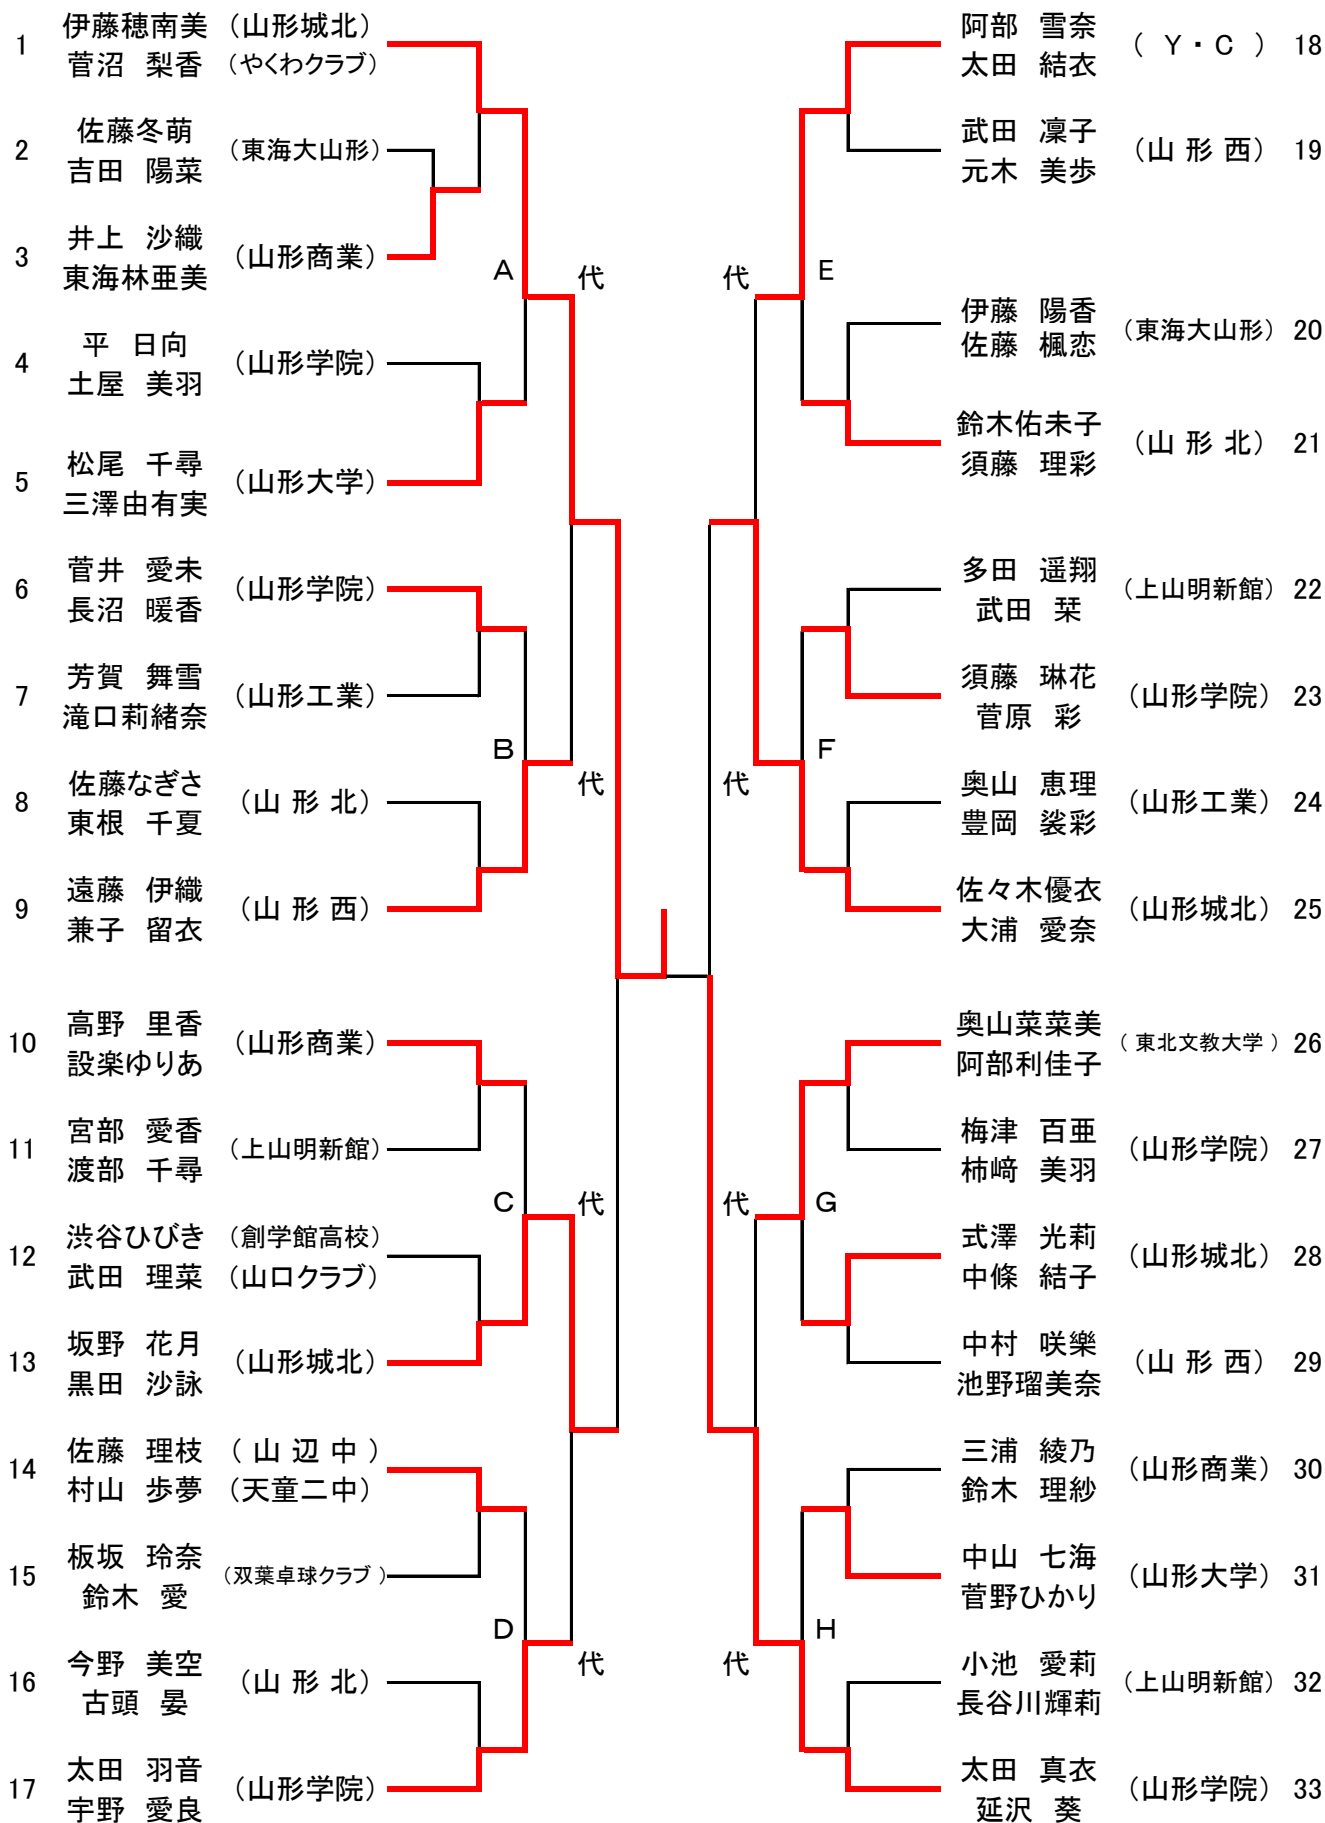 伊藤穂南美 (山形城北)
1
菅沼 梨香 (やくわクラブ)
佐藤冬萌
2 (東海大山形)
吉田 陽菜
井上 沙織
3 (山形商業)
東海林亜美
A 代
平 日向
4 (山形学院)
土屋 美羽
松尾 千尋
5 (山形大学)
三澤由有実
菅井 愛未
6 (山形学院)
長沼 暖香
芳賀 舞雪
7 (山形工業)
滝口莉緒奈
B 代
佐藤なぎさ
8 (山 形 北)
東根 千夏
遠藤 伊織
9 (山 形 西)
兼子 留衣
高野 里香
10 (山形商業)
設楽ゆりあ
宮部 愛香
11 (上山明新館)
渡部 千尋
C 代
渋谷ひびき (創学館高校)
12
武田 理菜 (山口クラブ)
坂野 花月
13 (山形城北)
黒田 沙詠
佐藤 理枝 (山 辺 中)
14
村山 歩夢 (天童二中)
板坂 玲奈
15 (双葉卓球クラブ)
鈴木 愛
D 代
今野 美空
16 (山 形 北)
古頭 晏
太田 羽音
17 (山形学院)
宇野 愛良
阿部 雪奈
(Y・C) 18
太田 結衣
武田 凜子
(山 形 西) 19
元木 美歩
代 E
伊藤 陽香
(東海大山形) 20
佐藤 楓恋
鈴木佑未子
(山 形 北) 21
須藤 理彩
多田 遥翔
(上山明新館) 22
武田 栞
須藤 琳花
(山形学院) 23
菅原 彩
代 F
奥山 恵理
(山形工業) 24
豊岡 裟彩
佐々木優衣
(山形城北) 25
大浦 愛奈
奥山菜菜美
(東北文教大学) 26
阿部利佳子
梅津 百亜
(山形学院) 27
柿﨑 美羽
代 G
式澤 光莉
(山形城北) 28
中條 結子
中村 咲樂
(山 形 西) 29
池野瑠美奈
三浦 綾乃
(山形商業) 30
鈴木 理紗
中山 七海
(山形大学) 31
菅野ひかり
代 H
小池 愛莉
(上山明新館) 32
長谷川輝莉
太田 真衣
(山形学院) 33
延沢 葵